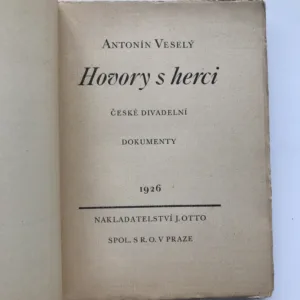 ANTONÍN VESELÝ
Hovory s herci
ČESKÉ DIVADELNÍ
DOKUMENTY
1926
NAKLADATELSTVÍ J. OTTO
SPOL. S R. O. V PRAZE